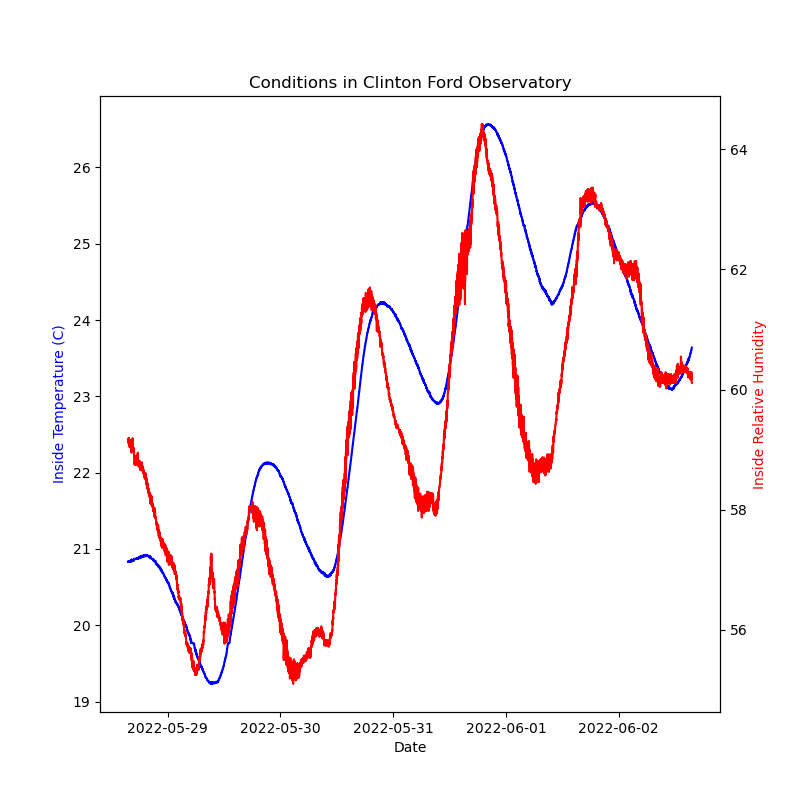 Conditions in Clinton Ford Observatory
Inside Temperature (C)
26
25
24
23
22
21
20
19
64
62
60
58
56
Inside Relative Humidity
2022-05-29 2022-05-30 2022-05-31 2022-06-01 2022-06-02
Date